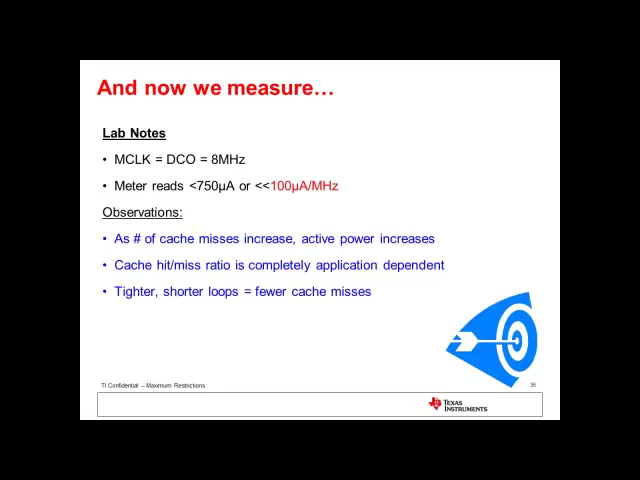 And now we measure…
Lab Notes
• MCLK = DCO = 8MHz
• Meter reads <750µA or <<100µA/MHz
Observations:
• As # of cache misses increase, active power increases
• Cache hit/miss ratio is completely application dependent
• Tighter, shorter loops = fewer cache misses
TI Confidential – Maximum Restrictions
35
TEXAS
INSTRUMENTS